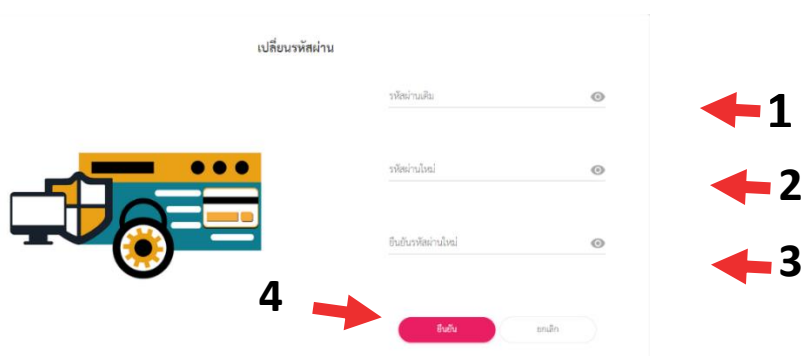 เปลี่ยนรหัสผ่าน
รหัสผ่านเดิม
1
รหัสผ่านใหม่
2
ยืนยันรหัสผ่านใหม่
3
4
ยืนยัน
ยกเลิก